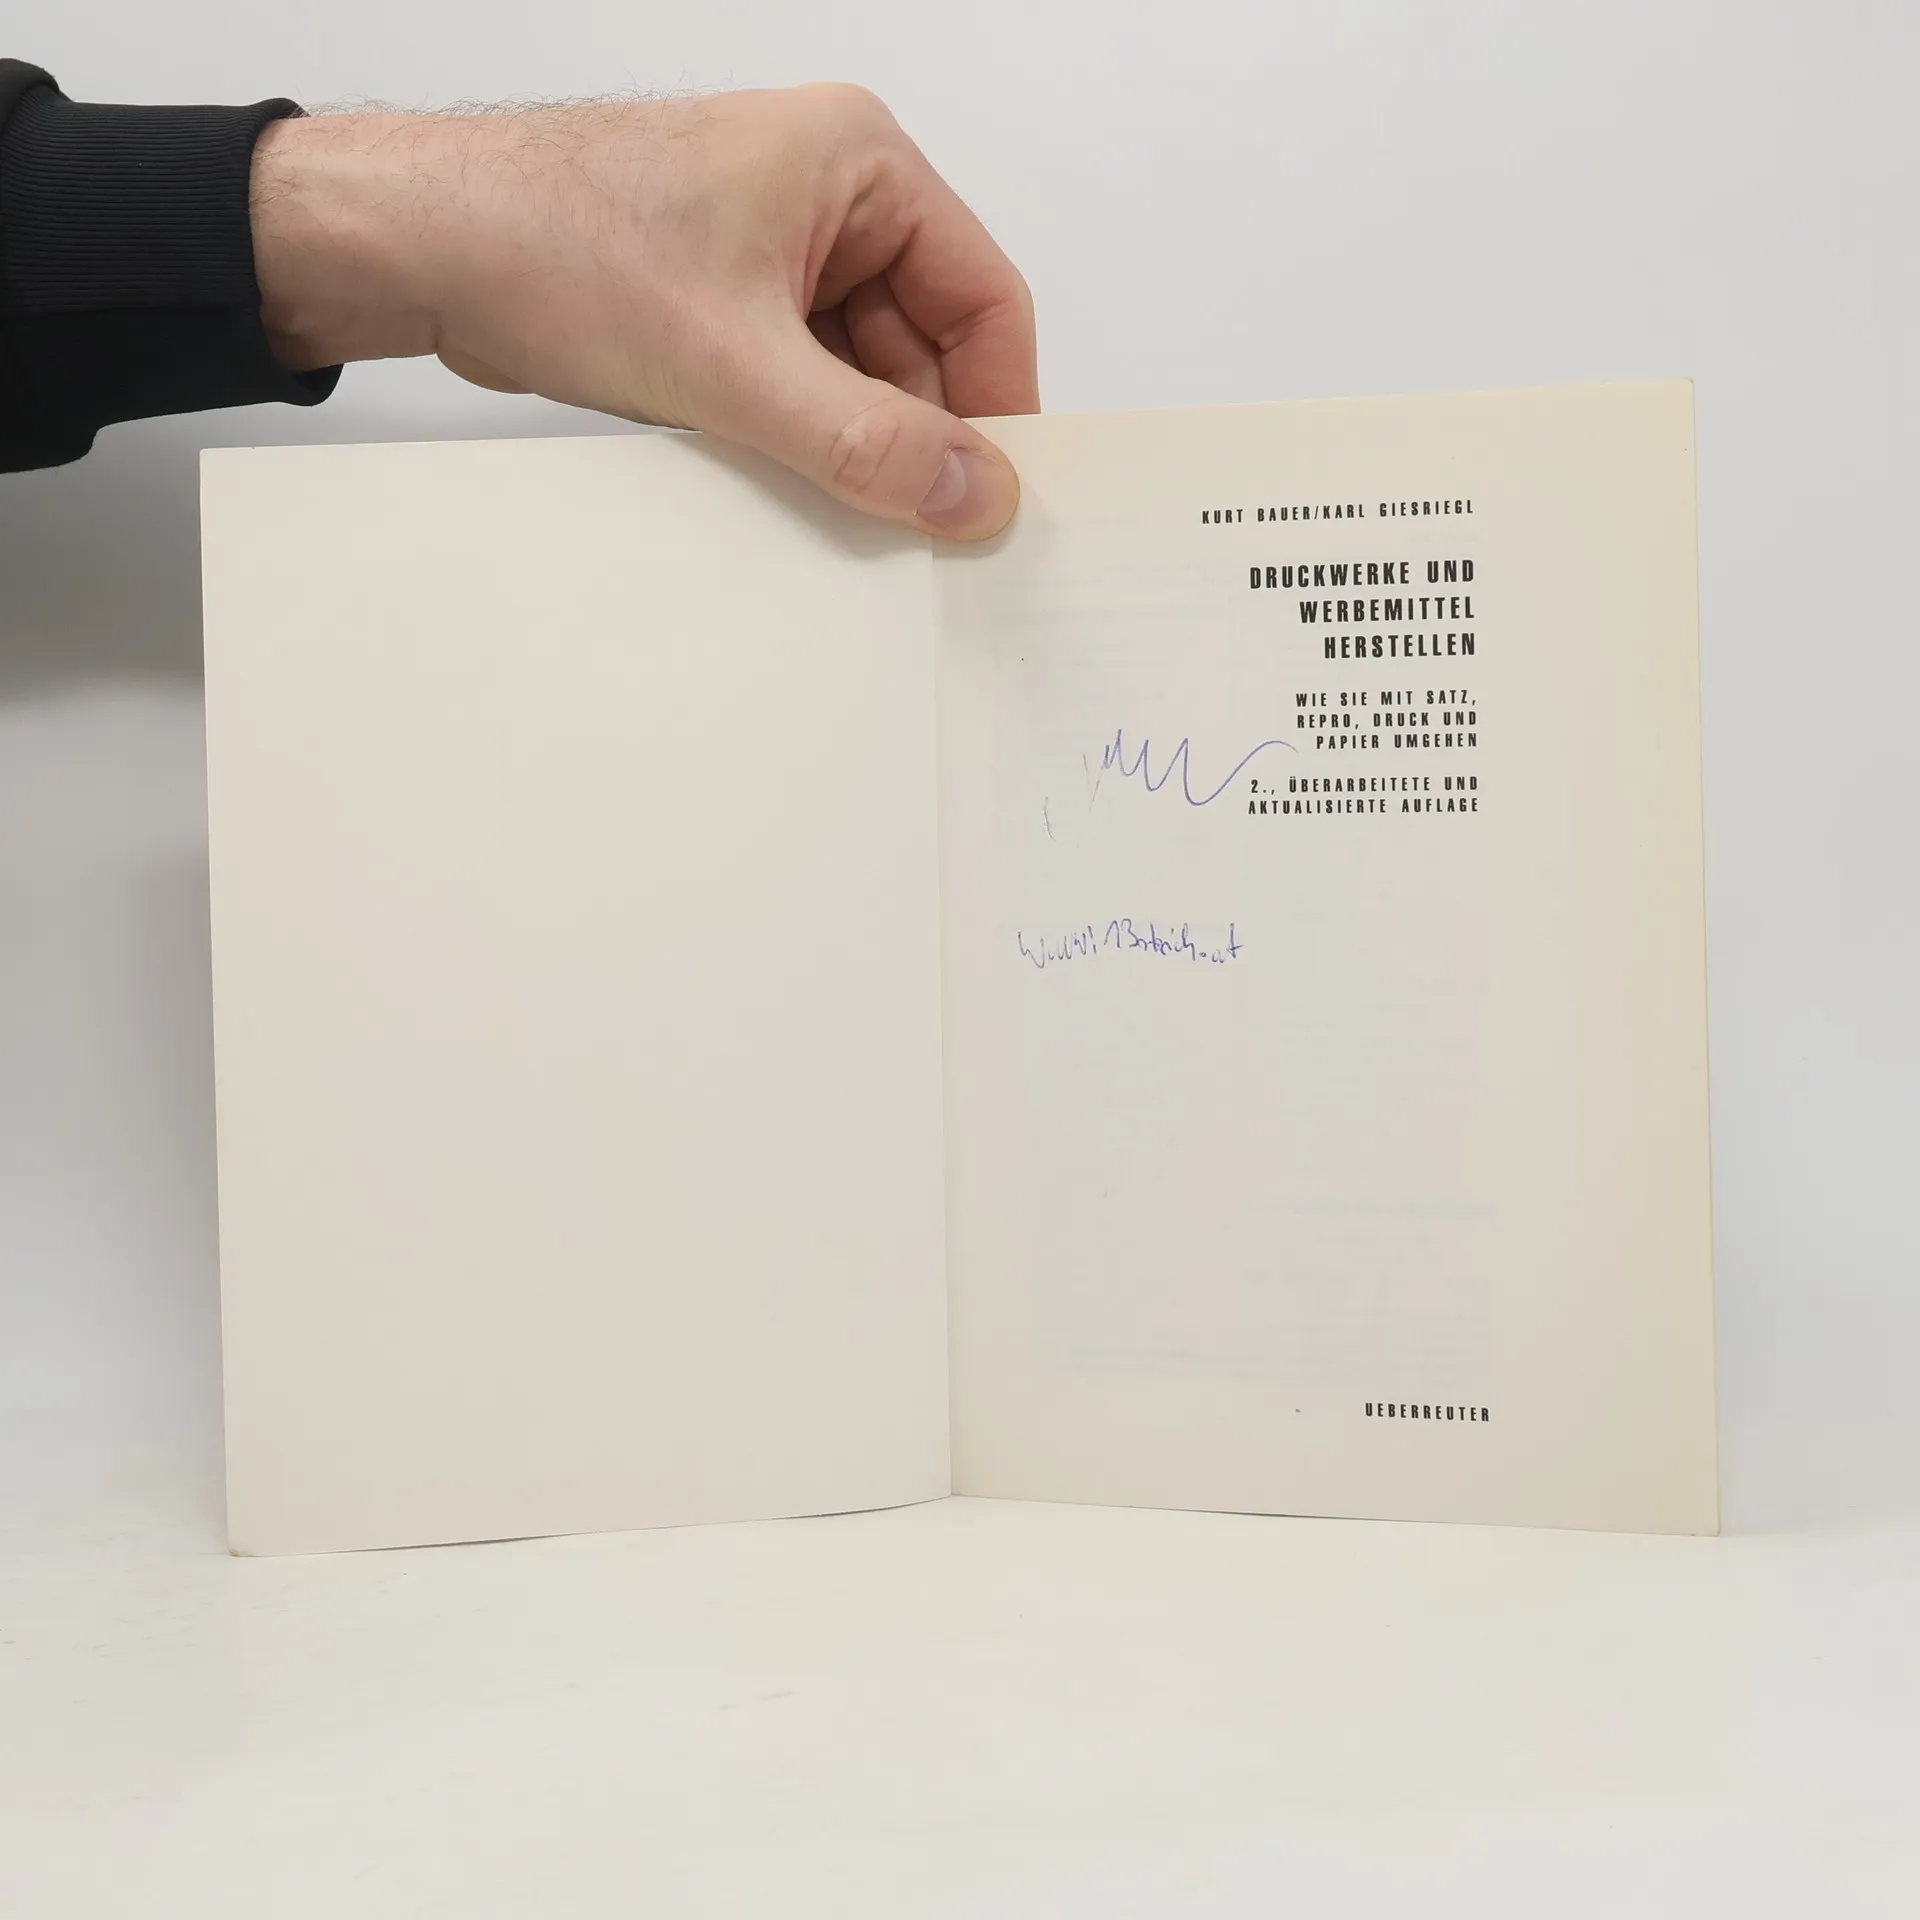 KURT BAUER/KARL GIESRIEGL
DRUCKWERKE UND
WERBEMITTEL
HERSTELLEN
WIE SIE MIT SATZ,
REPRO, DRUCK UND
PAPIER UMGEHEN
2., ÜBERARBEITETE UND
AKTUALISIERTE AUFLAGE
UEBERREUTER